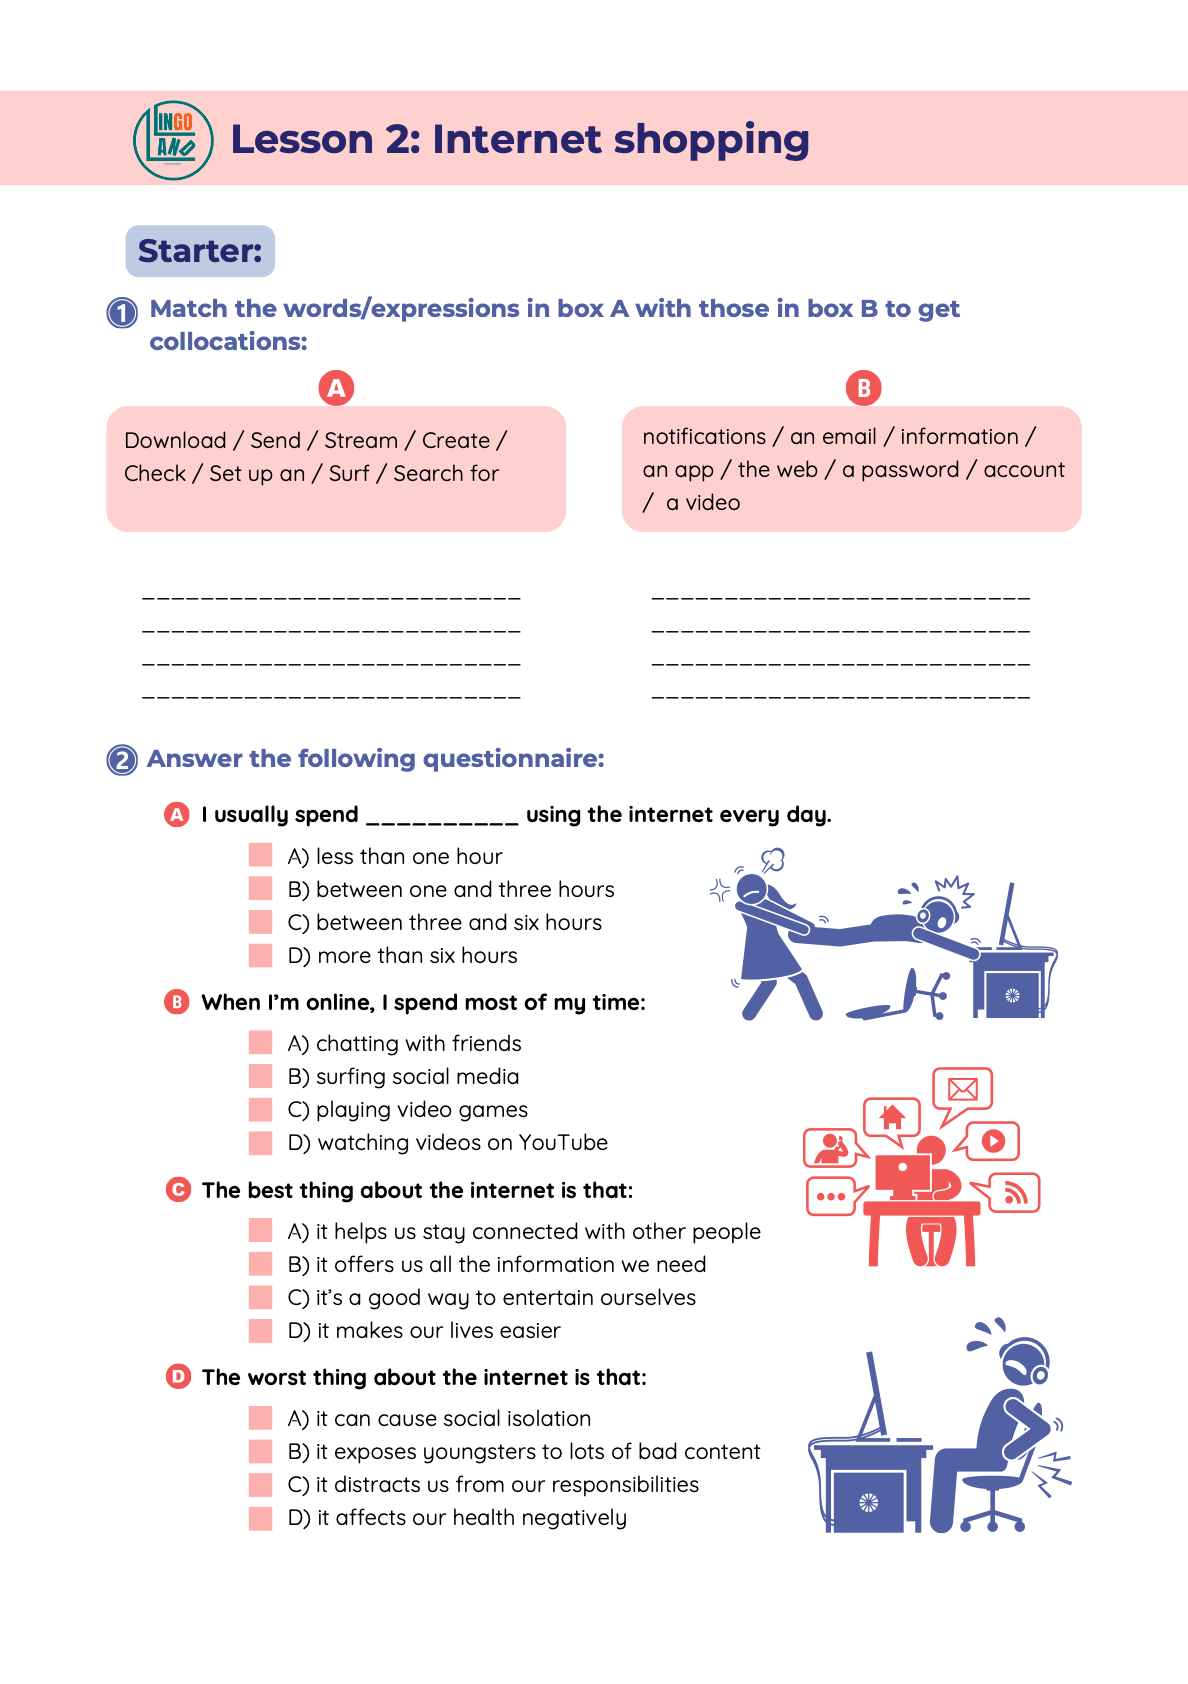 LINGO
LAND
Lesson 2: Internet shopping
Starter:
1 Match the words/expressions in box A with those in box B to get
collocations:
A
Download / Send / Stream / Create /
Check / Set up an / Surf / Search for
B
notifications / an email / information /
an app / the web / a password / account
/ a video
__________________________
__________________________
__________________________
__________________________
__________________________
__________________________
__________________________
__________________________
2 Answer the following questionnaire:
A I usually spend __________ using the internet every day.
A) less than one hour
B) between one and three hours
C) between three and six hours
D) more than six hours
B When I’m online, I spend most of my time:
A) chatting with friends
B) surfing social media
C) playing video games
D) watching videos on YouTube
C The best thing about the internet is that:
A) it helps us stay connected with other people
B) it offers us all the information we need
C) it’s a good way to entertain ourselves
D) it makes our lives easier
D The worst thing about the internet is that:
A) it can cause social isolation
B) it exposes youngsters to lots of bad content
C) it distracts us from our responsibilities
D) it affects our health negatively